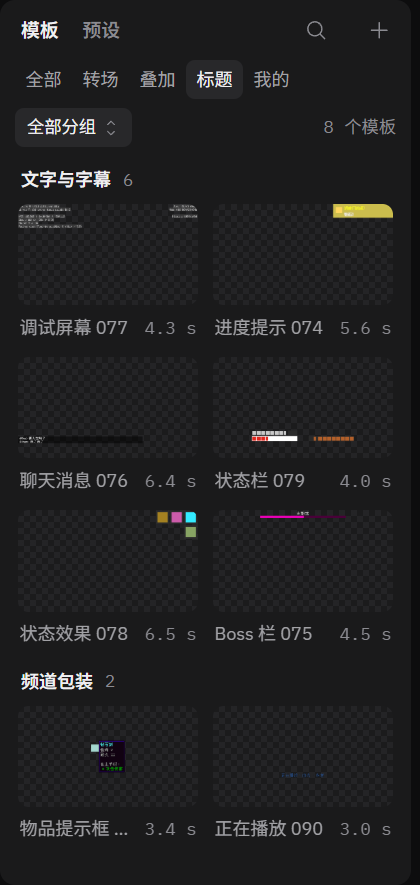 模板 预设
全部 转场 叠加 标题 我的
全部分组 8 个模板
文字与字幕 6
调试屏幕 077 4.3 s 进度提示 074 5.6 s
聊天消息 076 6.4 s 状态栏 079 4.0 s
状态效果 078 6.5 s Boss 栏 075 4.5 s
频道包装 2
物品提示框 ... 3.4 s 正在播放 090 3.0 s